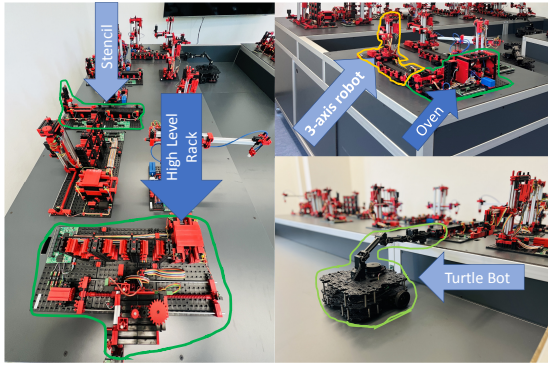 Stencil
High Level
Rack
3-axis robot
Oven
Turtle Bot